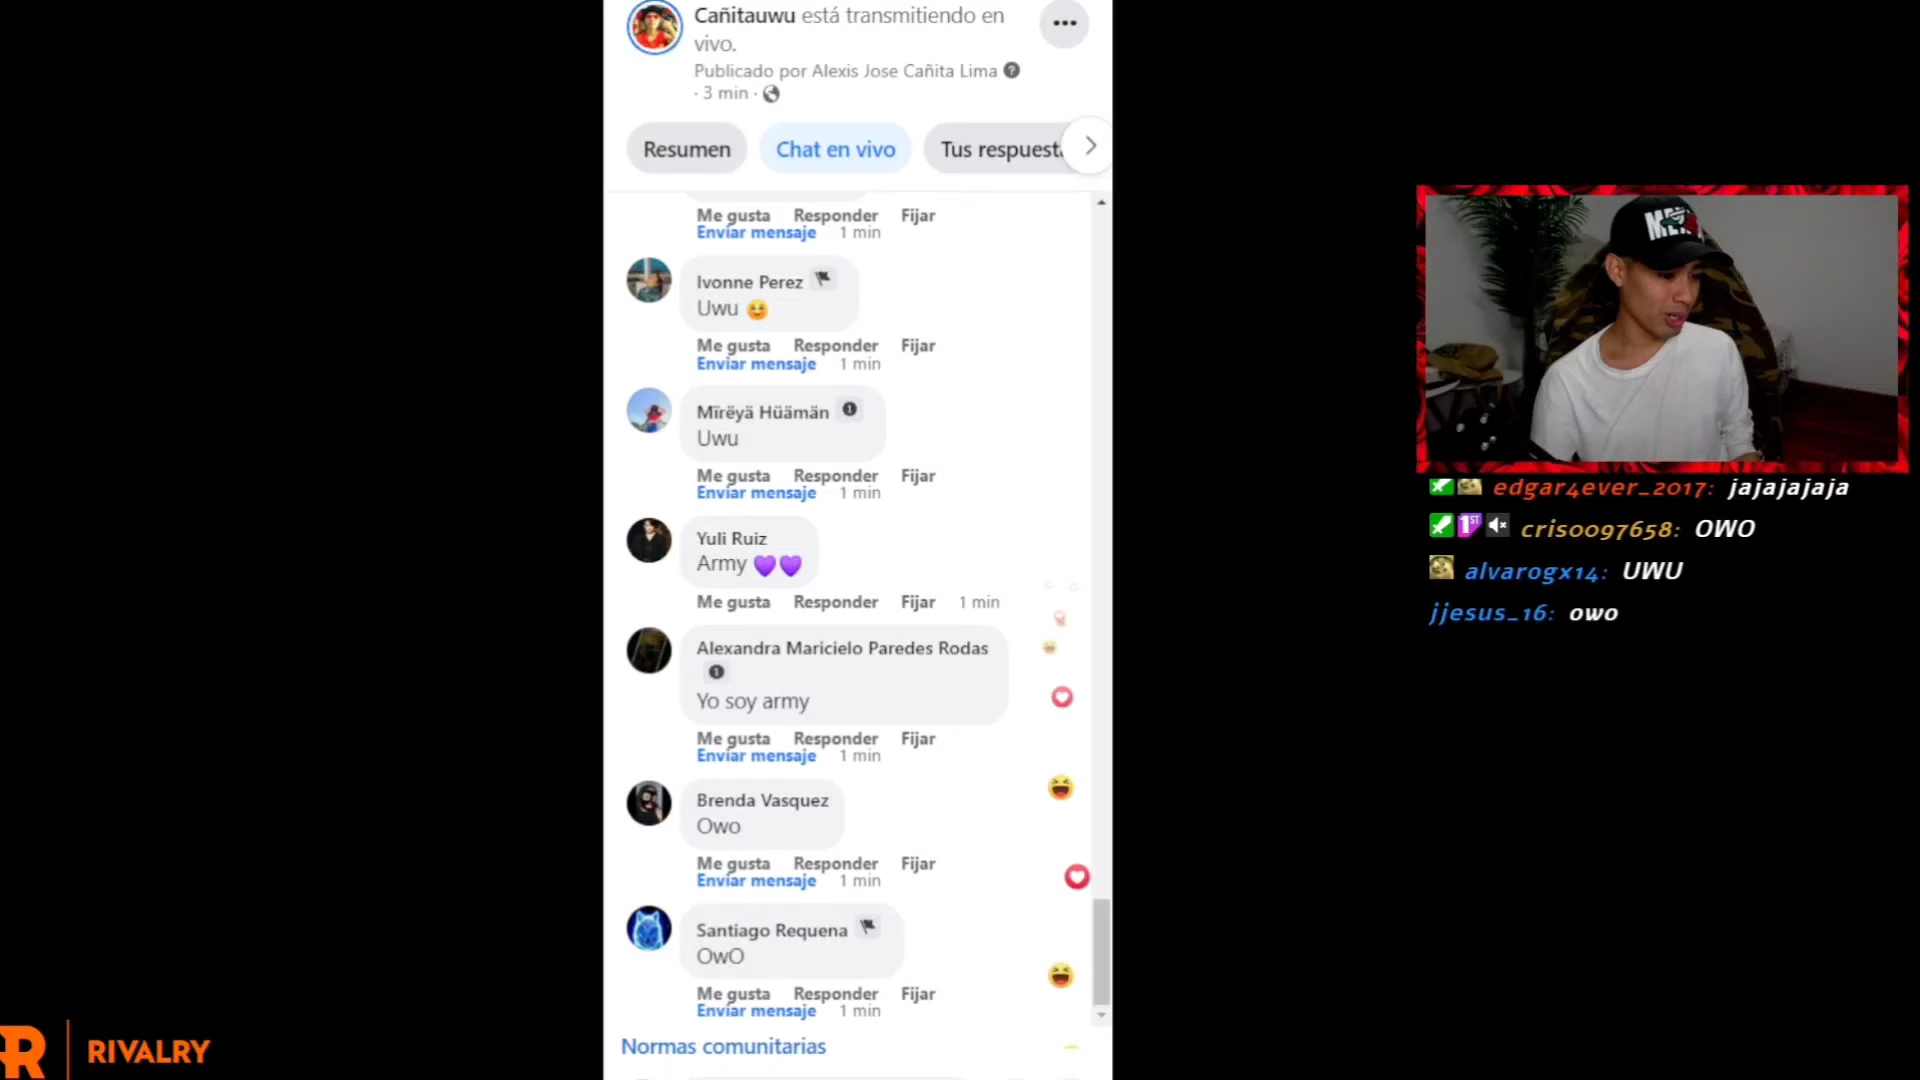 Cañitauwu está transmitiendo en
vivo.
Publicado por Alexis Jose Cañita Lima
· 3 min ·
Resumen
Chat en vivo
Tus respuest
Me gusta Responder Fijar
Enviar mensaje 1 min
Ivonne Perez
Uwu 😊
Me gusta Responder Fijar
Enviar mensaje 1 min
Mïrëyä Hüämän
Uwu
Me gusta Responder Fijar
Enviar mensaje 1 min
Yuli Ruiz
Army 💜💜
Me gusta Responder Fijar 1 min
Alexandra Maricielo Paredes Rodas
Yo soy army
Me gusta Responder Fijar
Enviar mensaje 1 min
Brenda Vasquez
Owo
Me gusta Responder Fijar
Enviar mensaje 1 min
Santiago Requena
OwO
Me gusta Responder Fijar
Enviar mensaje 1 min
Normas comunitarias
edgar4ever_2017: jajajajaja
1ST criso097658: OWO
alvarogx14: UWU
jjesus_16: owo
R RIVALRY